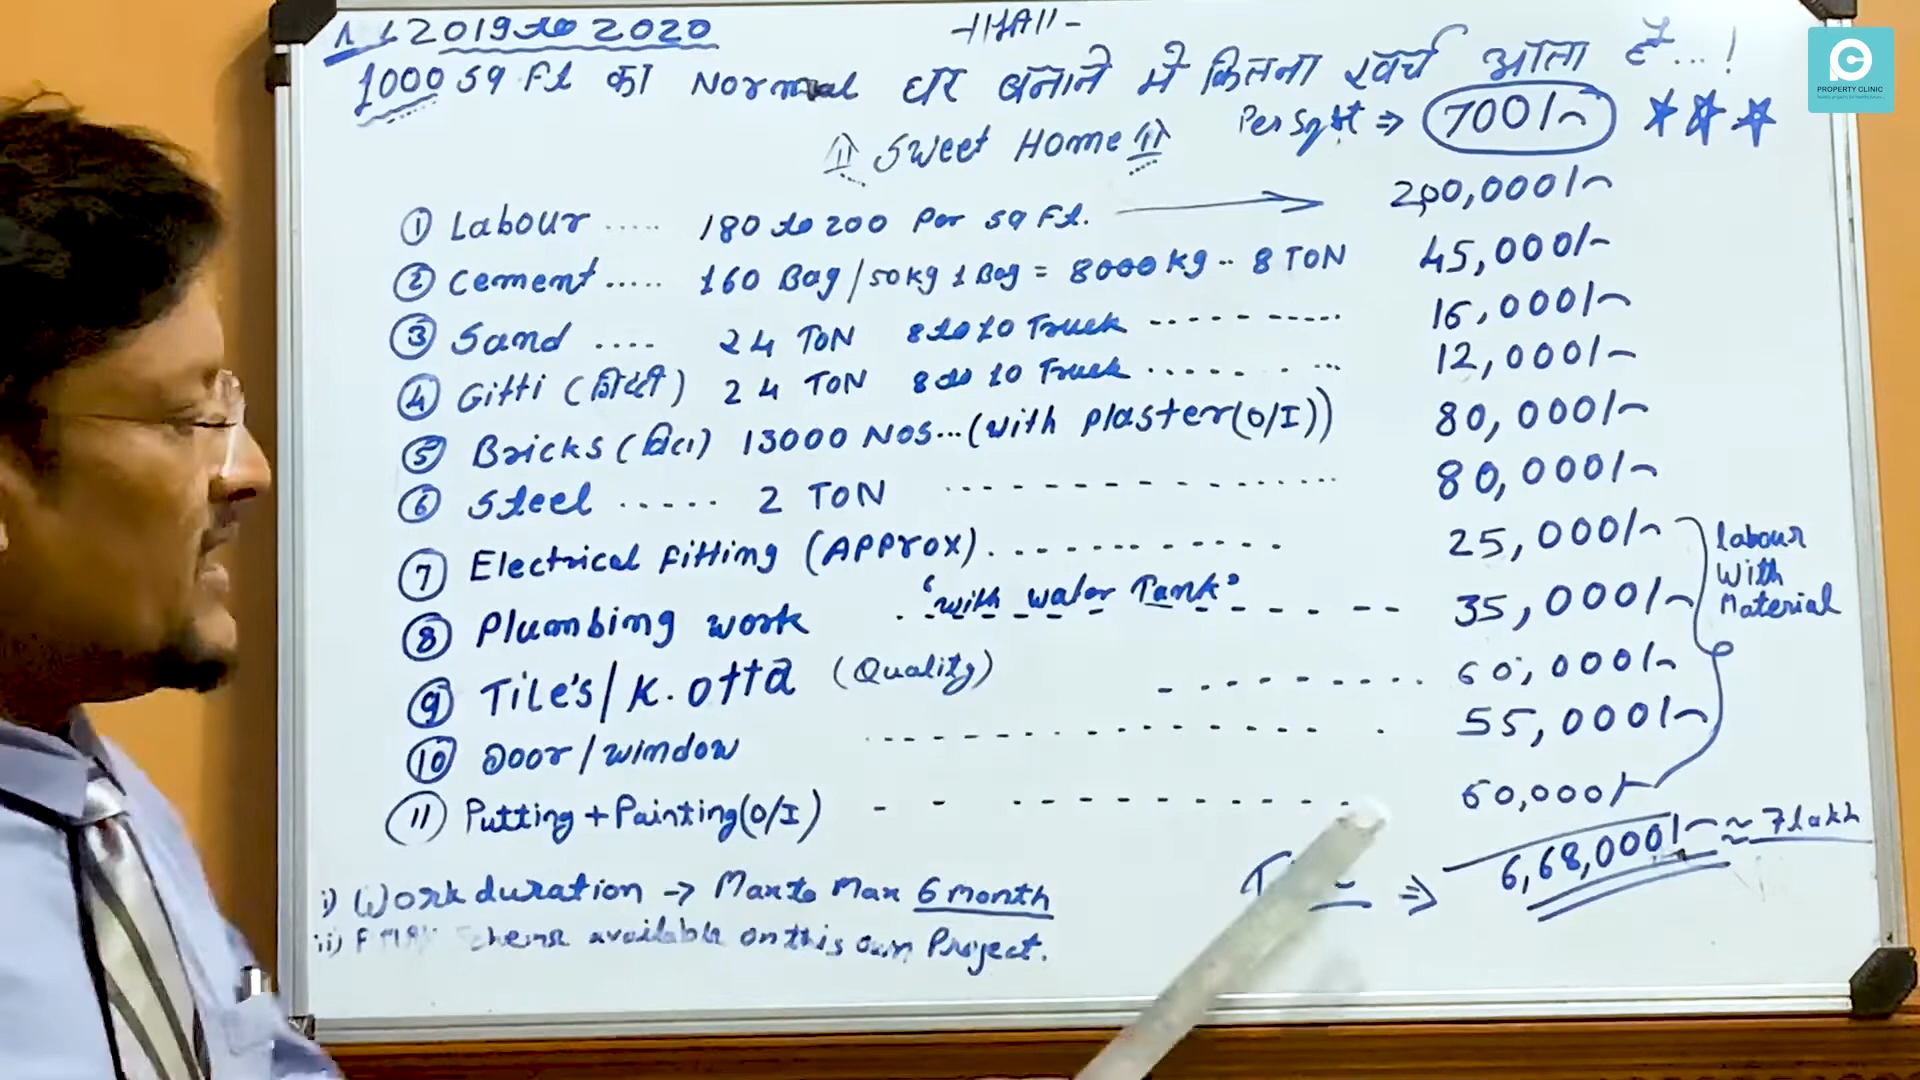 2019 to 2020
1000 sq Ft का Normal घर बनाने में कितना खर्च आता है...!
Sweet Home
Per Sqft ⇒ 700/-
① Labour ..... 180 to 200 Per sq Ft. → 200,000/-
② Cement ..... 160 Bag/50kg 1 Bag = 8000 kg .. 8 TON 45,000/-
③ Sand .... 24 TON 8 to 10 Truck 16,000/-
④ Gitti 24 TON 8 to 10 Truck 12,000/-
⑤ Bricks 13000 NOS...(with Plaster(O/I)) 80,000/-
⑥ Steel ..... 2 TON 80,000/-
⑦ Electrical Fitting (APProx) 25,000/-
⑧ Plumbing work "with water Tank" 35,000/-
⑨ Tile's/K.otta (Quality) 60,000/-
⑩ Door/window 55,000/-
⑪ Putting+Painting(O/I) 60,000/-
labour
With
Material
⇒ 6,68,000/- ≈ 7 lakh
i) Work duration → Max to Max 6 month
ii) available on this our Project.
PROPERTY CLINIC